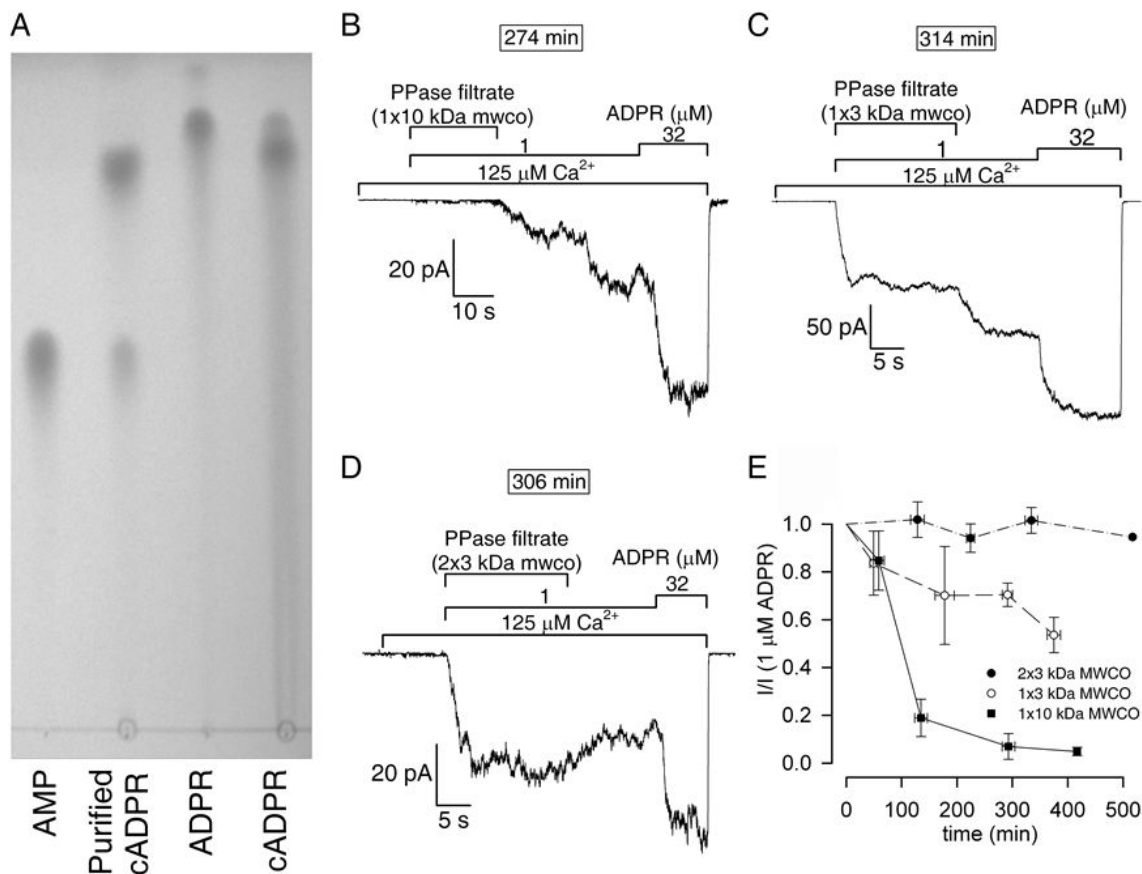 A
AMP
Purified
cADPR
ADPR
cADPR
B
274 min
PPase filtrate
(1x10 kDa mwco)
ADPR (μM)
1
32
125 μM Ca²⁺
20 pA
10 s
C
314 min
PPase filtrate
(1x3 kDa mwco)
ADPR (μM)
1
32
125 μM Ca²⁺
50 pA
5 s
D
306 min
PPase filtrate
(2x3 kDa mwco)
ADPR (μM)
1
32
125 μM Ca²⁺
20 pA
5 s
E
I/I (1 μM ADPR)
1.0
0.8
0.6
0.4
0.2
0.0
2x3 kDa MWCO
1x3 kDa MWCO
1x10 kDa MWCO
0 100 200 300 400 500
time (min)